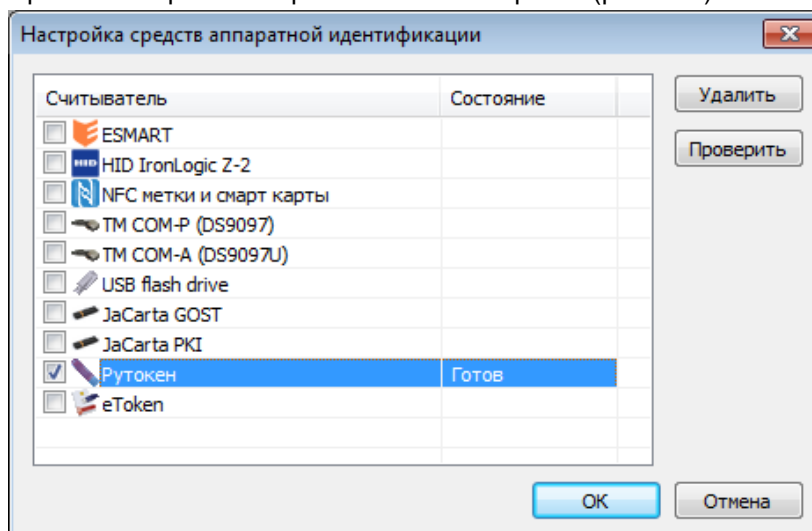 Настройка средств аппаратной идентификации
Считыватель Состояние
ESMART
HID HID IronLogic Z-2
NFC метки и смарт карты
TM COM-P (DS9097)
TM COM-A (DS9097U)
USB flash drive
JaCarta GOST
JaCarta PKI
Рутокен Готов
eToken
Удалить
Проверить
OK Отмена